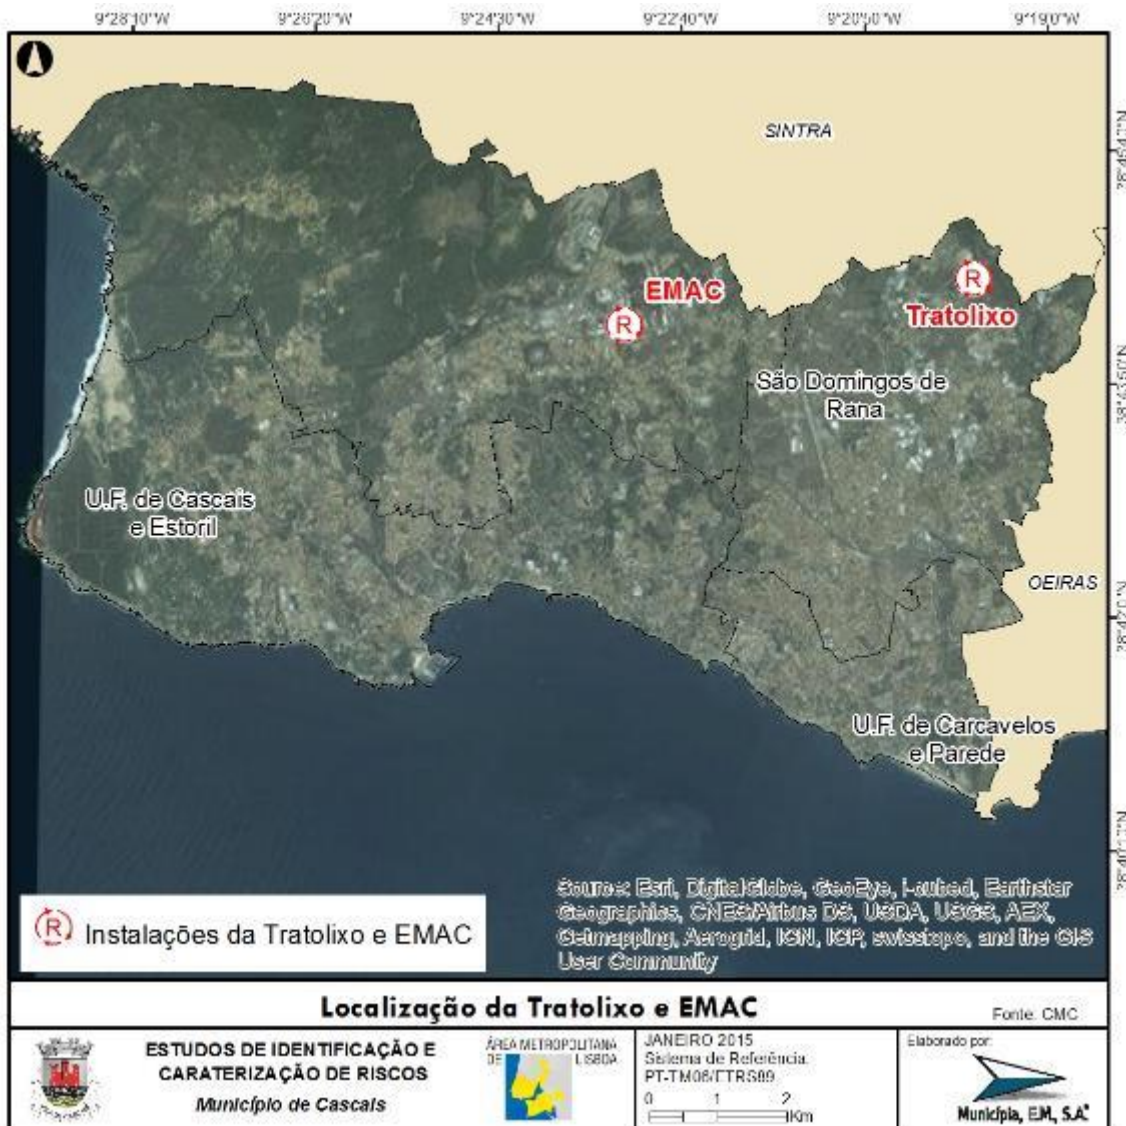 9°28'10"W 9°26'20"W 9°24'30"W 9°22'40"W 9°20'50"W 9°19'0"W
SINTRA
EMAC
R
R
Tratolixo
São Domingos de
Rana
U.F. de Cascais
e Estoril
OEIRAS
U.F. de Carcavelos
e Parede
Source: Esri, DigitalGlobe, GeoEye, i-cubed, Earthstar
Geographics, CNES/Airbus DS, USDA, USGS, AEX,
Getmapping, Aerogrid, IGN, IGP, swisstopo, and the GIS
User Community
R Instalações da Tratolixo e EMAC
Localização da Tratolixo e EMAC
Fonte: CMC
ESTUDOS DE IDENTIFICAÇÃO E
CARATERIZAÇÃO DE RISCOS
Município de Cascais
ÁREA METROPOLITANA
DE LISBOA
JANEIRO 2015
Sistema de Referência:
PT-TM06/ETRS89
0 1 2
Km
Elaborado por:
Município, E.M., S.A.